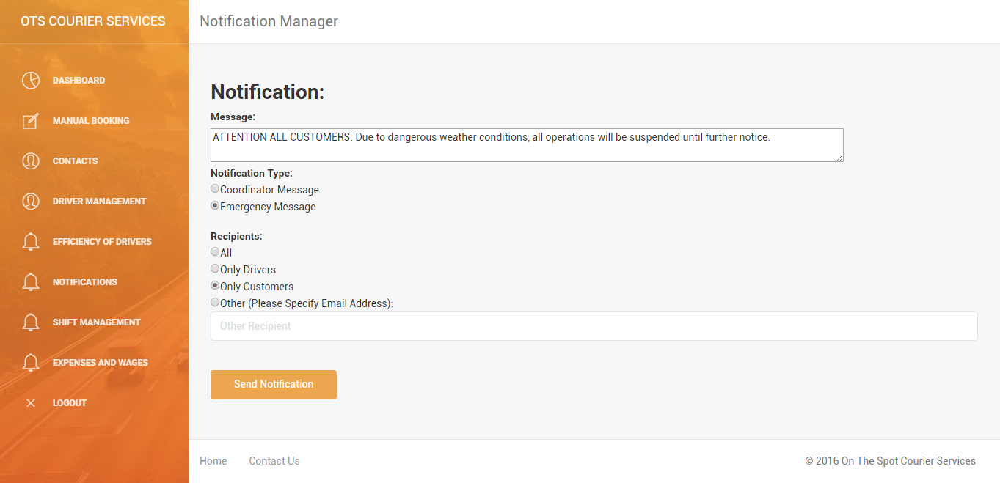 OTS COURIER SERVICES
Notification Manager
DASHBOARD
MANUAL BOOKING
CONTACTS
DRIVER MANAGEMENT
EFFICIENCY OF DRIVERS
NOTIFICATIONS
SHIFT MANAGEMENT
EXPENSES AND WAGES
LOGOUT
Notification:
Message:
ATTENTION ALL CUSTOMERS: Due to dangerous weather conditions, all operations will be suspended until further notice.
Notification Type:
Coordinator Message
Emergency Message
Recipients:
All
Only Drivers
Only Customers
Other (Please Specify Email Address):
Other Recipient
Send Notification
Home Contact Us © 2016 On The Spot Courier Services